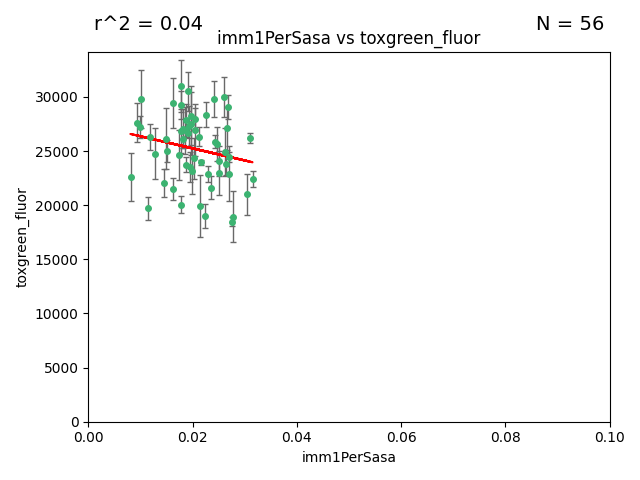 r^2 = 0.04
N = 56
imm1PerSasa vs toxgreen_fluor
toxgreen_fluor
30000
25000
20000
15000
10000
5000
0
0.00
0.02
0.04
0.06
0.08
0.10
imm1PerSasa